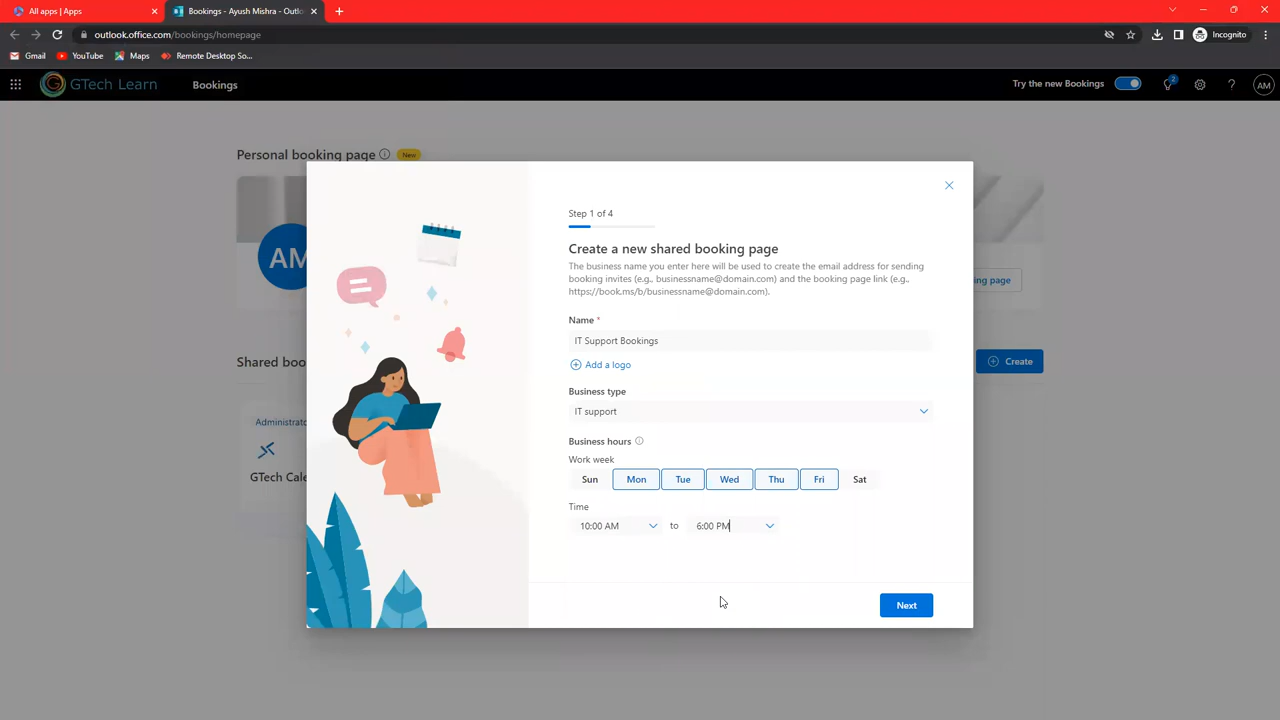 All apps | Apps
Bookings - Ayush Mishra - Outlo
outlook.office.com/bookings/homepage
Incognito
Gmail
YouTube
Maps
Remote Desktop So...
GTech Learn
Bookings
Try the new Bookings
2
AM
Personal booking page
New
AM
ing page
Shared boo
Create
Administrato
GTech Cale
Step 1 of 4
Create a new shared booking page
The business name you enter here will be used to create the email address for sending
booking invites (e.g., businessname@domain.com) and the booking page link (e.g.,
https://book.ms/b/businessname@domain.com).
Name *
IT Support Bookings
Add a logo
Business type
IT support
Business hours
Work week
Sun Mon Tue Wed Thu Fri Sat
Time
10:00 AM to 6:00 PM
Next